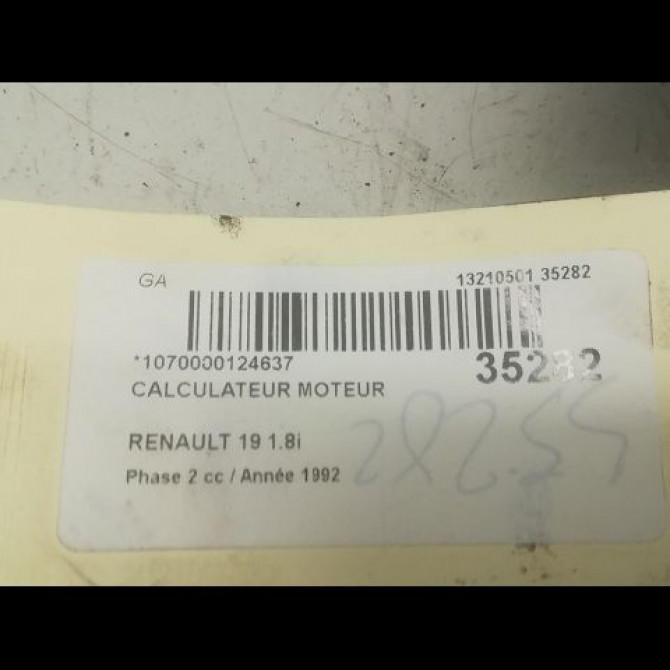 GA 13210501 35282
*1070000124637 35282
CALCULATEUR MOTEUR
RENAULT 19 1.8i
Phase 2 cc / Année 1992